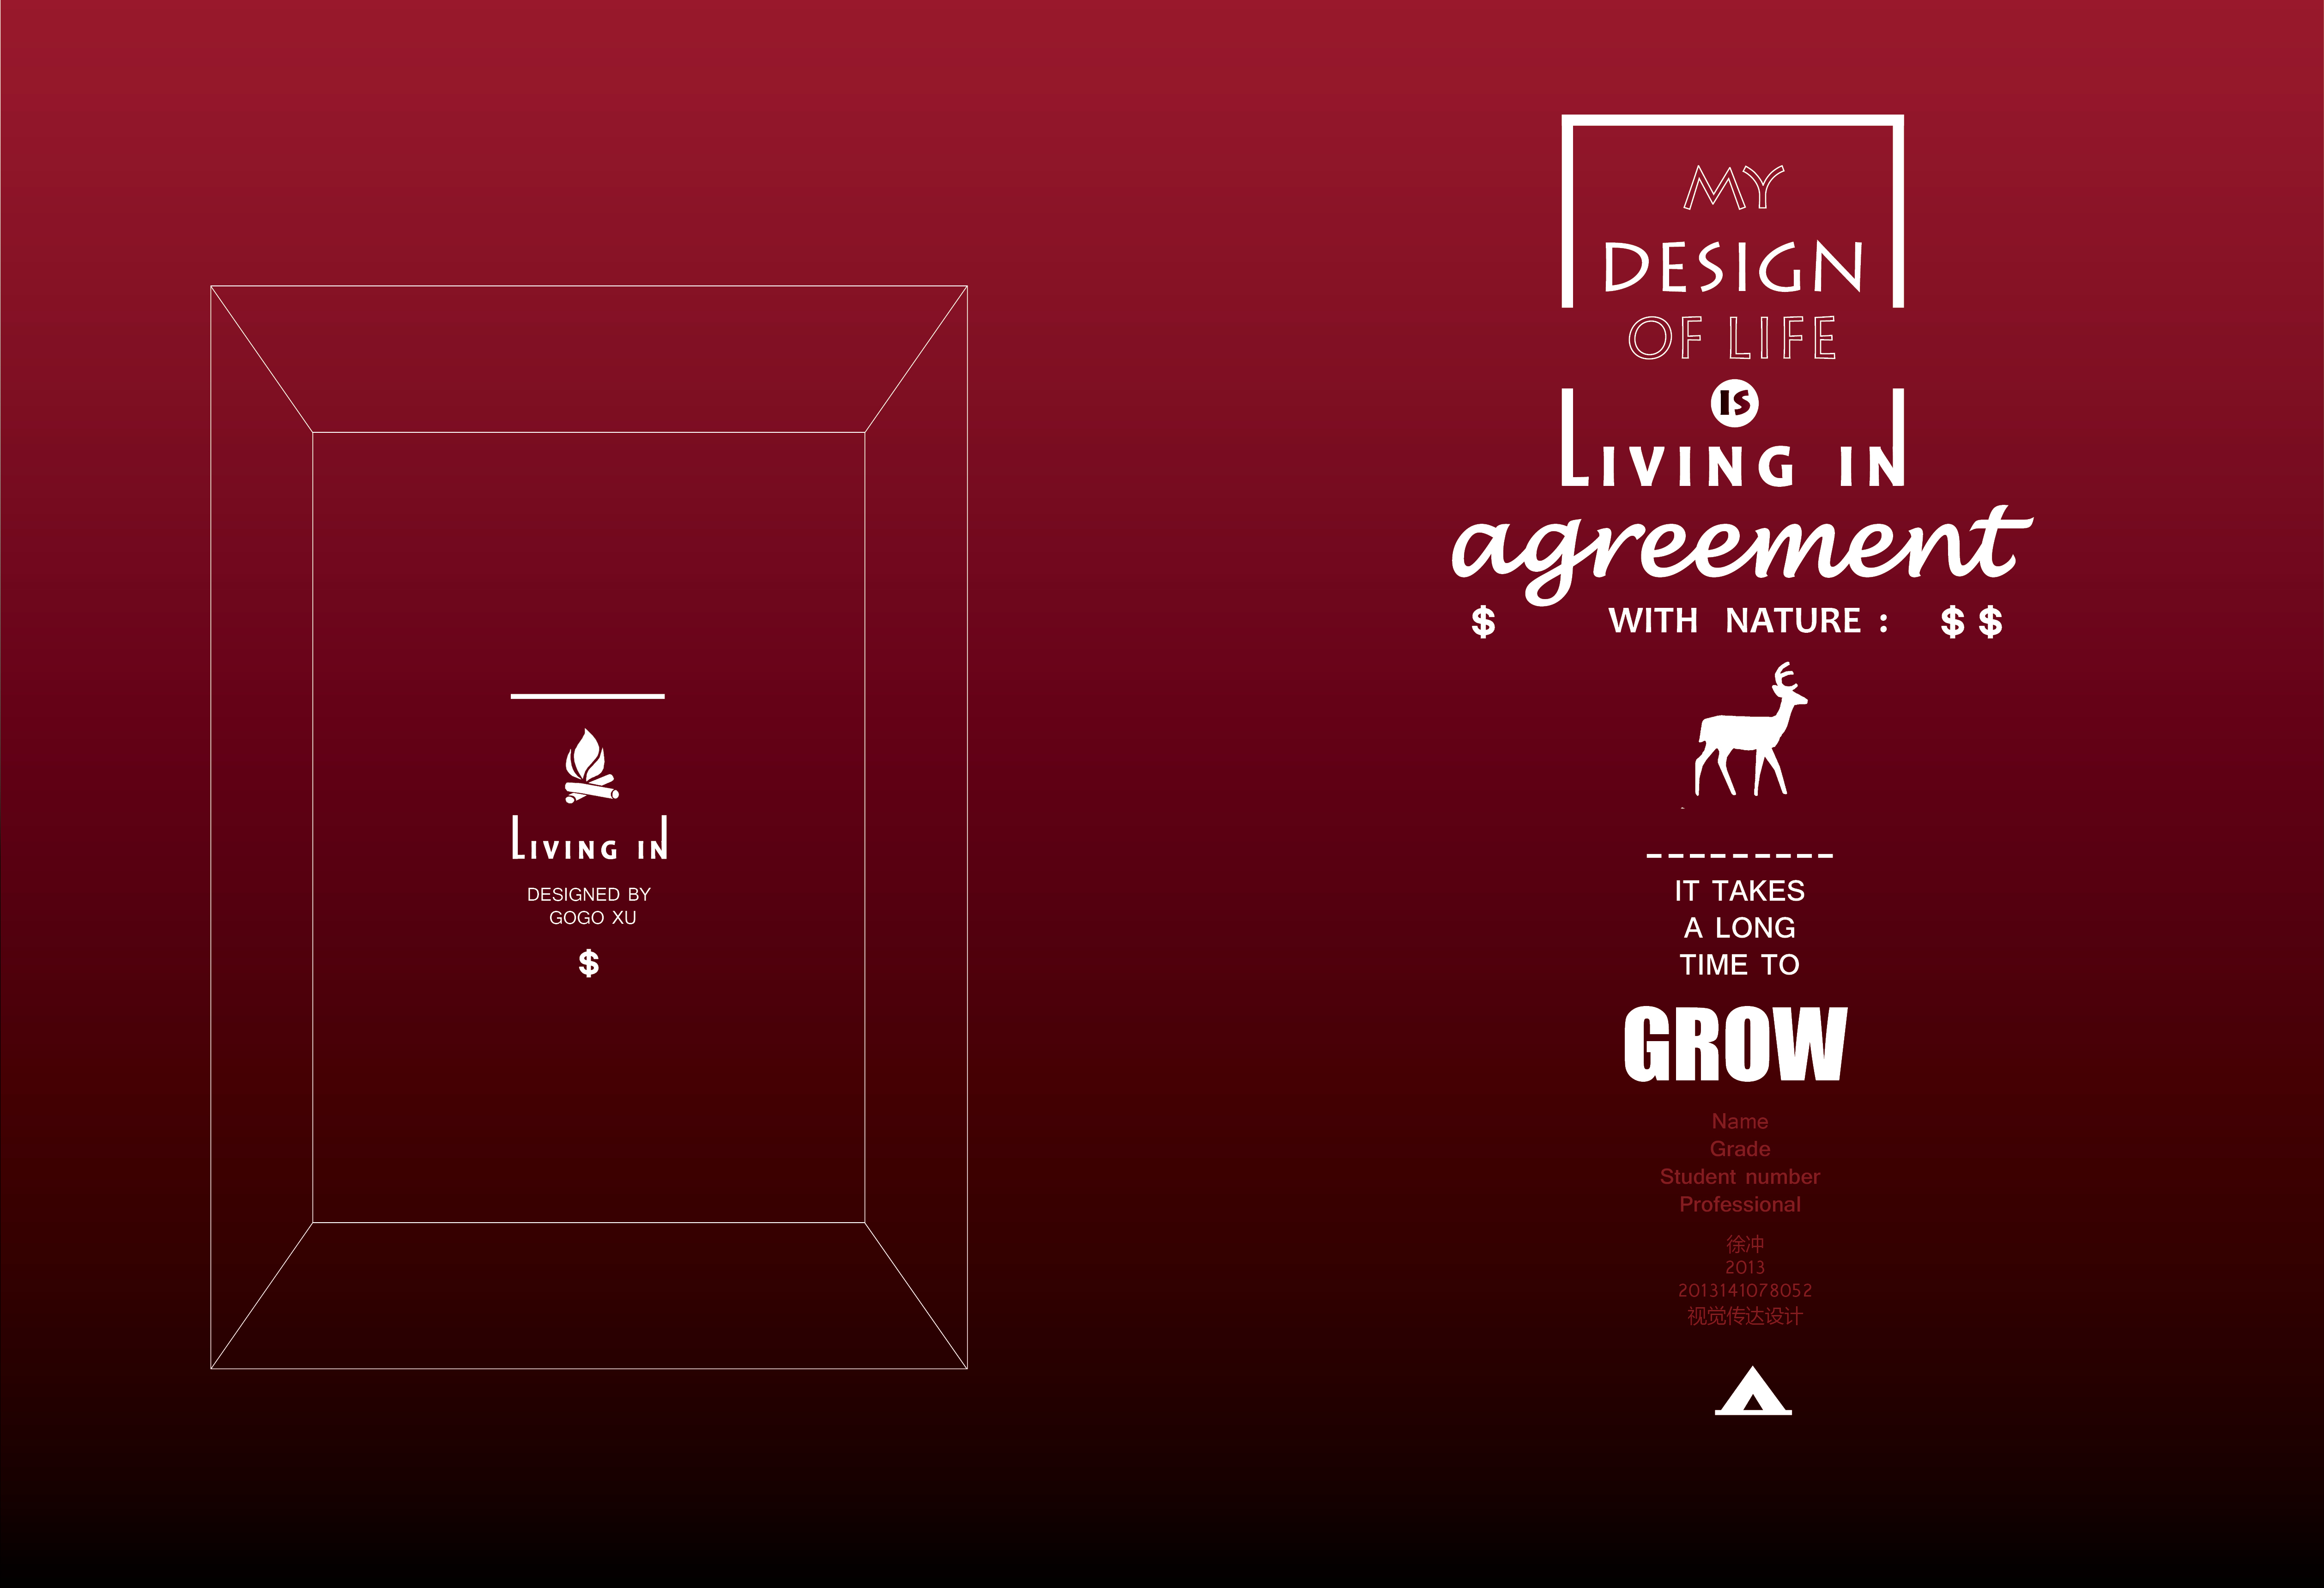 LIVING IN
DESIGNED BY
GOGO XU
$
MY
DESIGN
OF LIFE
IS
LIVING IN
agreement
$ WITH NATURE : $ $
IT TAKES
A LONG
TIME TO
GROW
Name
Grade
Student number
Professional
徐冲
2013
2013141078052
视觉传达设计